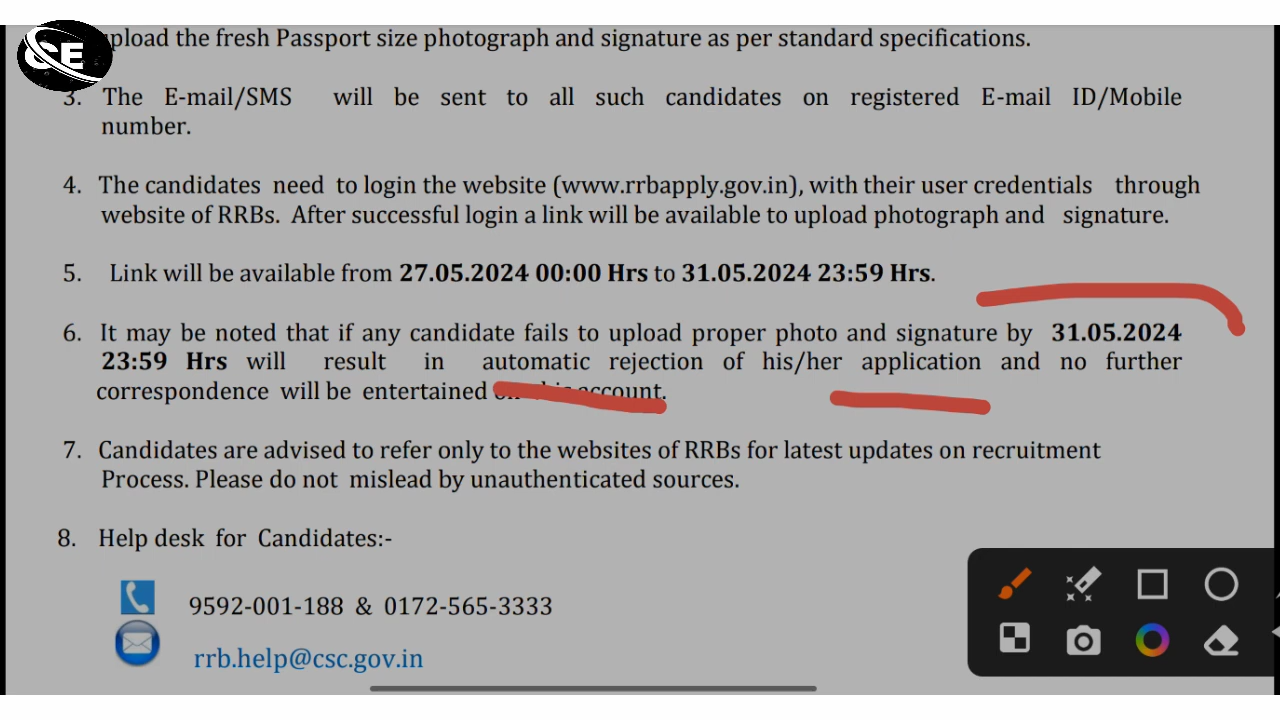 CE
upload the fresh Passport size photograph and signature as per standard specifications.
3. The E-mail/SMS will be sent to all such candidates on registered E-mail ID/Mobile
number.
4. The candidates need to login the website (www.rrbapply.gov.in), with their user credentials through
website of RRBs. After successful login a link will be available to upload photograph and signature.
5. Link will be available from 27.05.2024 00:00 Hrs to 31.05.2024 23:59 Hrs.
6. It may be noted that if any candidate fails to upload proper photo and signature by 31.05.2024
23:59 Hrs will result in automatic rejection of his/her application and no further
correspondence will be entertained on this account.
7. Candidates are advised to refer only to the websites of RRBs for latest updates on recruitment
Process. Please do not mislead by unauthenticated sources.
8. Help desk for Candidates:-
9592-001-188 & 0172-565-3333
rrb.help@csc.gov.in